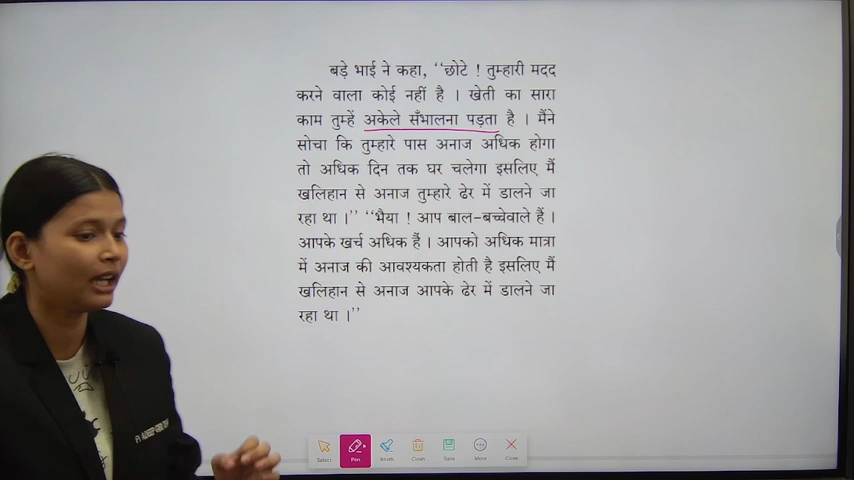 बड़े भाई ने कहा, ‘‘छोटे ! तुम्हारी मदद
करने वाला कोई नहीं है । खेती का सारा
काम तुम्हें अकेले सँभालना पड़ता है । मैंने
सोचा कि तुम्हारे पास अनाज अधिक होगा
तो अधिक दिन तक घर चलेगा इसलिए मैं
खलिहान से अनाज तुम्हारे ढेर में डालने जा
रहा था ।’’ ‘‘भैया ! आप बाल-बच्चेवाले हैं ।
आपके खर्च अधिक हैं । आपको अधिक मात्रा
में अनाज की आवश्यकता होती है इसलिए मैं
खलिहान से अनाज आपके ढेर में डालने जा
रहा था ।’’
Select Pen Brush Clean Save More Close